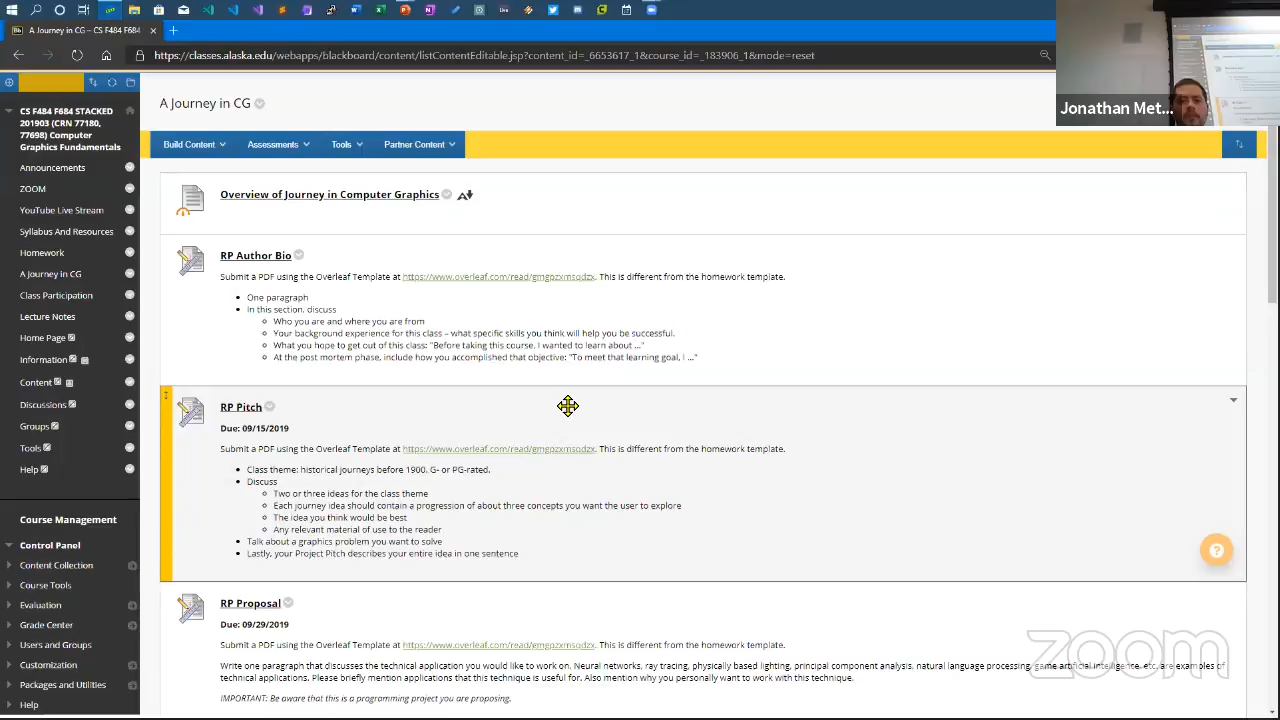 A Journey in CG – CS F484 F684
https://classes.alaska.edu/webapps/blackboard/content/listContentEditable.jsp?content_id=_6653617_1&course_id=_183906_1&mode=reset
Jonathan Met...
A Journey in CG
Build Content
Assessments
Tools
Partner Content
CS F484 F684 STACKED
201903 (CRN 77180,
77698) Computer
Graphics Fundamentals
Announcements
ZOOM
YouTube Live Stream
Syllabus And Resources
Homework
A Journey in CG
Class Participation
Lecture Notes
Home Page
Information
Content
Discussions
Groups
Tools
Help
Course Management
Control Panel
Content Collection
Course Tools
Evaluation
Grade Center
Users and Groups
Customization
Packages and Utilities
Help
Overview of Journey in Computer Graphics
RP Author Bio
Submit a PDF using the Overleaf Template at https://www.overleaf.com/read/gmgpzxmsqdzx. This is different from the homework template.
One paragraph
In this section, discuss
Who you are and where you are from
Your background experience for this class – what specific skills you think will help you be successful.
What you hope to get out of this class: "Before taking this course, I wanted to learn about ..."
At the post mortem phase, include how you accomplished that objective: "To meet that learning goal, I ..."
RP Pitch
Due: 09/15/2019
Submit a PDF using the Overleaf Template at https://www.overleaf.com/read/gmgpzxmsqdzx. This is different from the homework template.
Class theme: historical journeys before 1900. G- or PG-rated.
Discuss
Two or three ideas for the class theme
Each journey idea should contain a progression of about three concepts you want the user to explore
The idea you think would be best
Any relevant material of use to the reader
Talk about a graphics problem you want to solve
Lastly, your Project Pitch describes your entire idea in one sentence
RP Proposal
Due: 09/29/2019
Submit a PDF using the Overleaf Template at https://www.overleaf.com/read/gmgpzxmsqdzx. This is different from the homework template.
Write one paragraph that discusses the technical application you would like to work on. Neural networks, ray tracing, physically based lighting, principal component analysis, natural language processing, game artificial intelligence, etc. are examples of
technical applications. Please briefly mention applications that this technique is useful for. Also mention why you personally want to work with this technique.
IMPORTANT: Be aware that this is a programming project you are proposing.
zoom